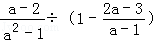 (a-2)/(a²-1) ÷ (1 - (2a-3)/(a-1))